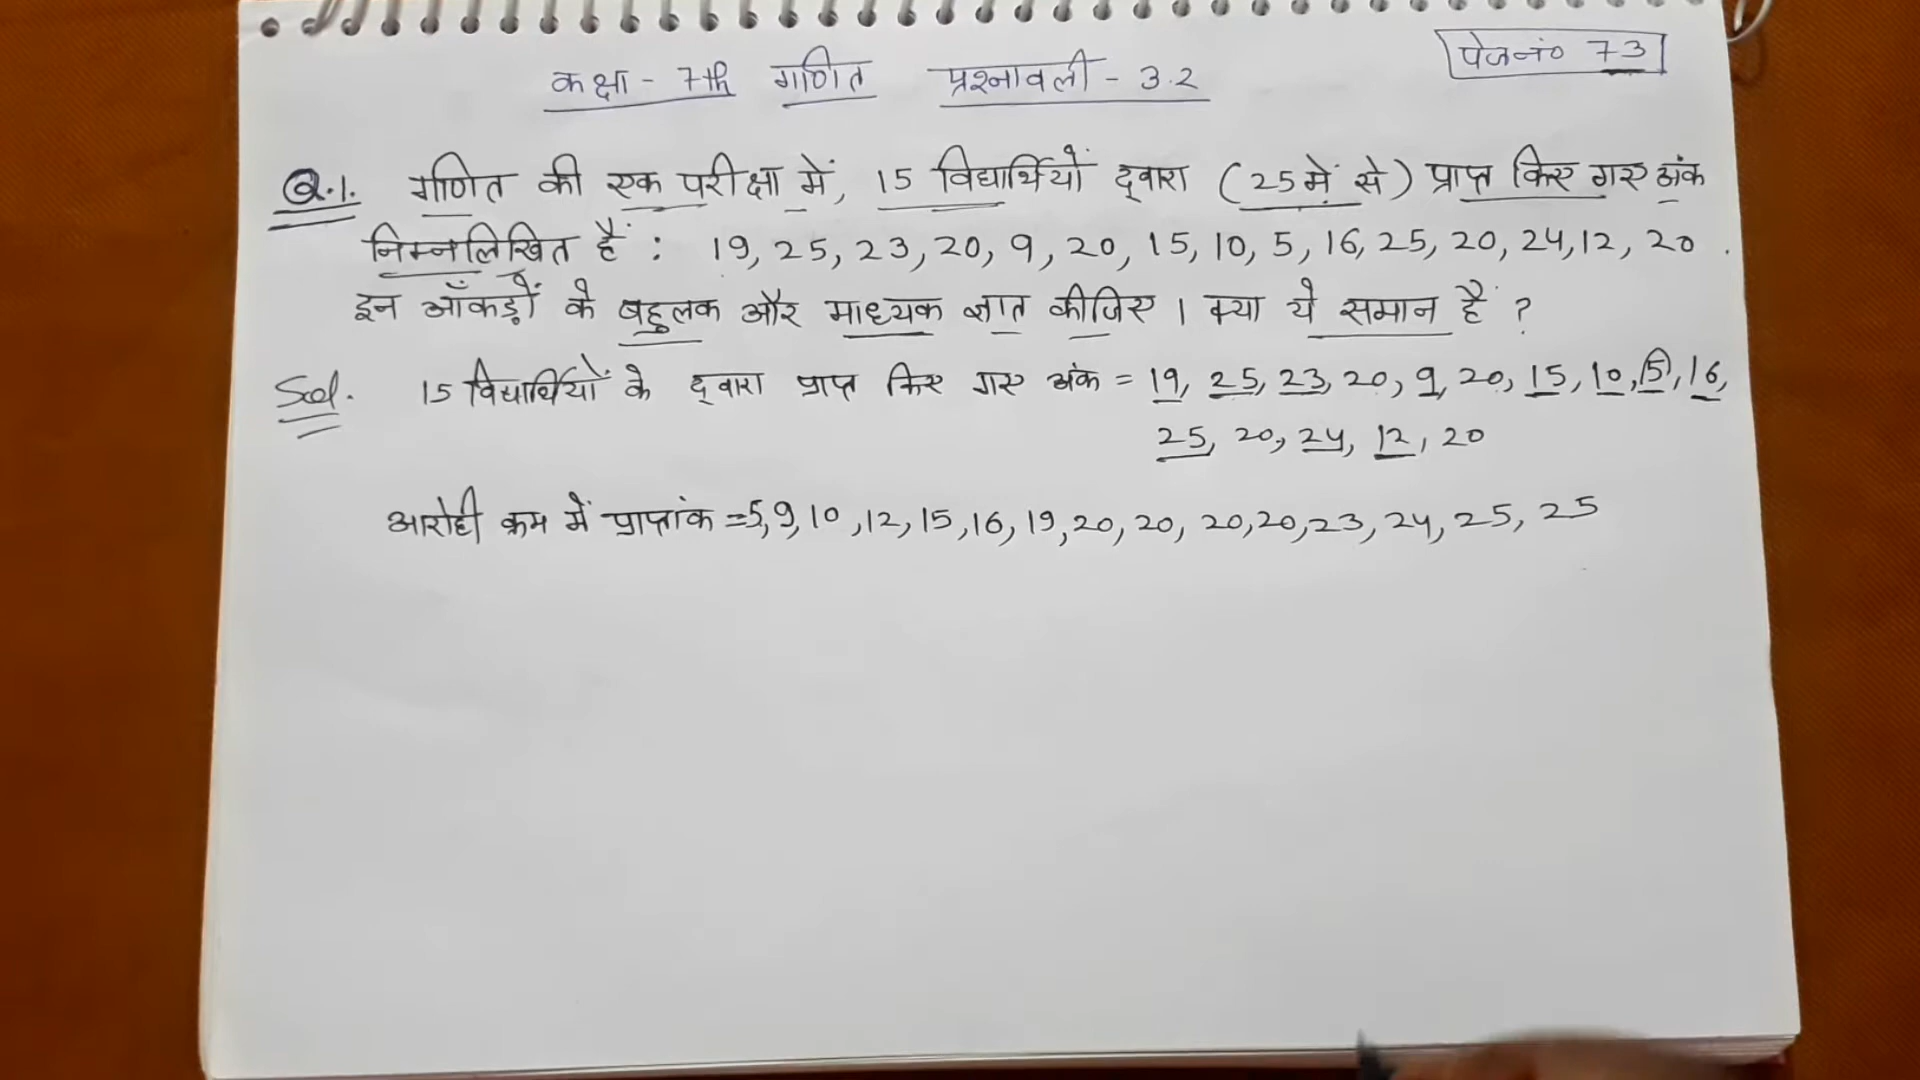 पेज नं० 73
कक्षा - 7th गणित प्रश्नावली - 3.2
Q.1. गणित की एक परीक्षा में, 15 विद्यार्थियों द्वारा (25 में से) प्राप्त किए गए अंक
निम्नलिखित हैं : 19, 25, 23, 20, 9, 20, 15, 10, 5, 16, 25, 20, 24, 12, 20 .
इन आँकड़ों के बहुलक और माध्यक ज्ञात कीजिए । क्या ये समान हैं ?
Sol. 15 विद्यार्थियों के द्वारा प्राप्त किए गए अंक = 19, 25, 23, 20, 9, 20, 15, 10, 5, 16,
25, 20, 24, 12, 20
आरोही क्रम में प्राप्तांक = 5, 9, 10, 12, 15, 16, 19, 20, 20, 20, 20, 23, 24, 25, 25